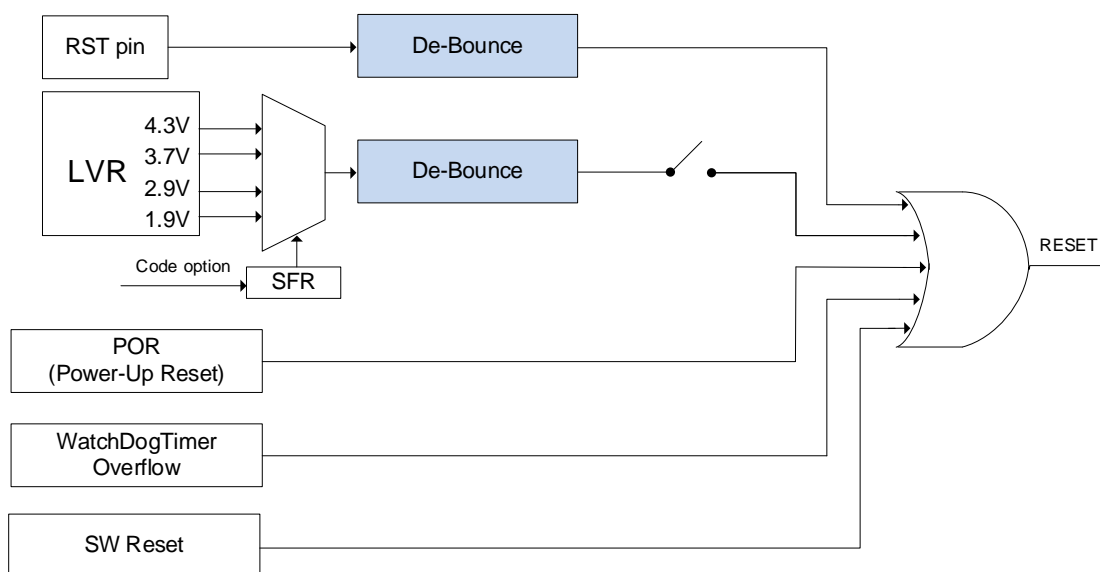 RST pin
De-Bounce
LVR
4.3V
3.7V
2.9V
1.9V
De-Bounce
Code option
SFR
RESET
POR
(Power-Up Reset)
WatchDogTimer
Overflow
SW Reset